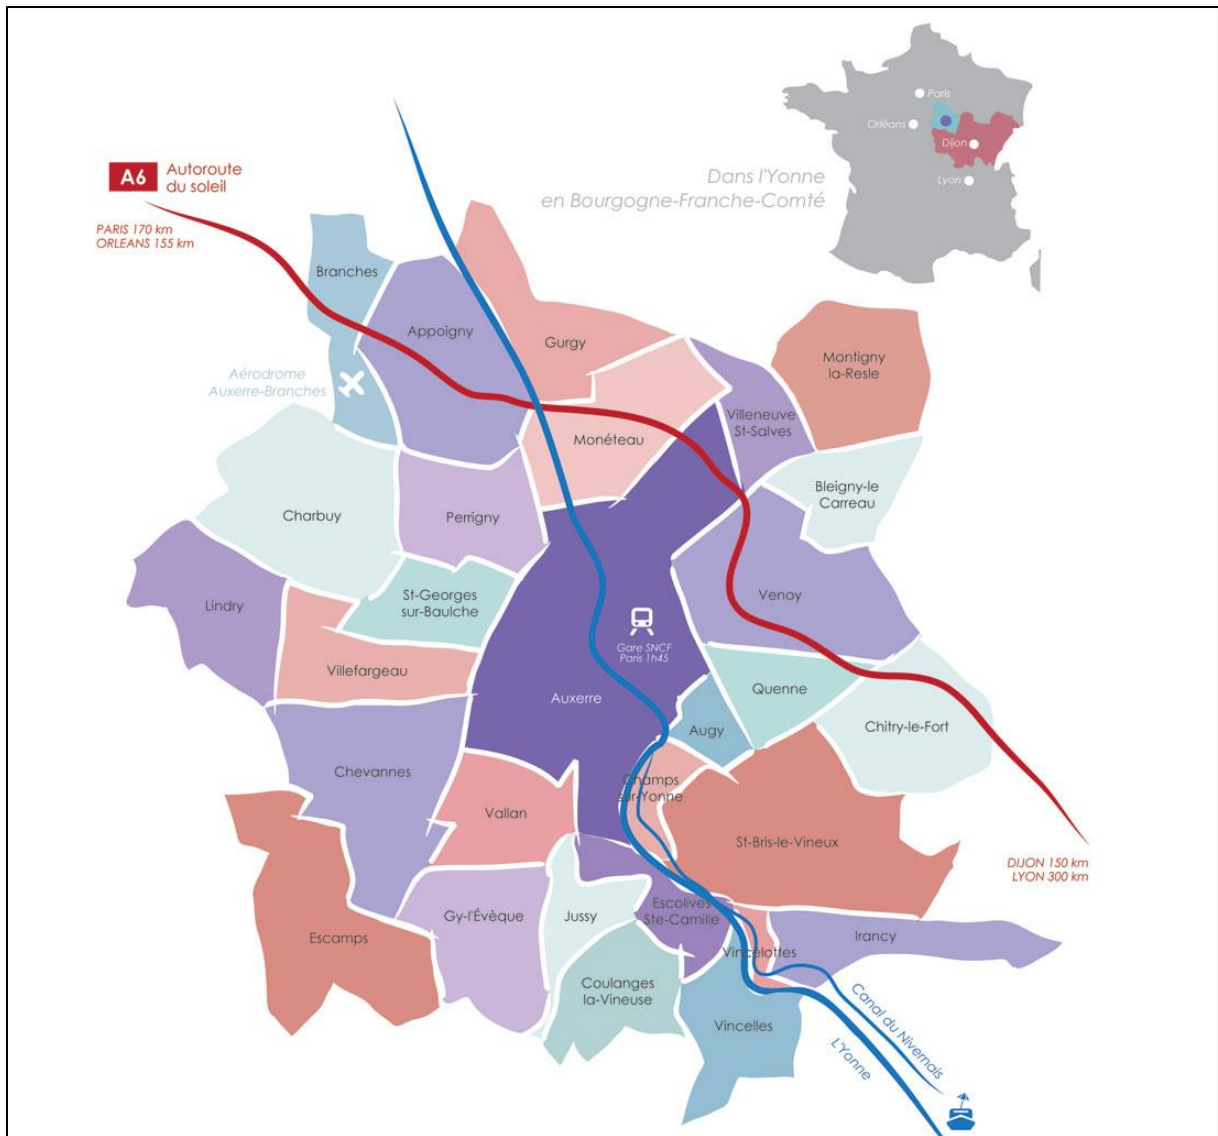 Paris
Orléans
Dijon
Lyon
Dans l'Yonne
en Bourgogne-Franche-Comté
A6
Autoroute
du soleil
PARIS 170 km
ORLEANS 155 km
Branches
Appoigny
Gurgy
Montigny
la-Resle
Aérodrome
Auxerre-Branches
Villeneuve
St-Salves
Monéteau
Bleigny-le
Carreau
Charbuy
Perrigny
Venoy
St-Georges
sur-Baulche
Lindry
Gare SNCF
Paris 1h45
Villefargeau
Auxerre
Quenne
Augy
Chitry-le-Fort
Chevannes
Champs
sur-Yonne
Vallan
St-Bris-le-Vineux
DIJON 150 km
LYON 300 km
Escolives
Ste-Camille
Gy-l'Évèque
Jussy
Escamps
Irancy
Vincelottes
Coulanges
la-Vineuse
Vincelles
Canal du Nivernais
L'Yonne